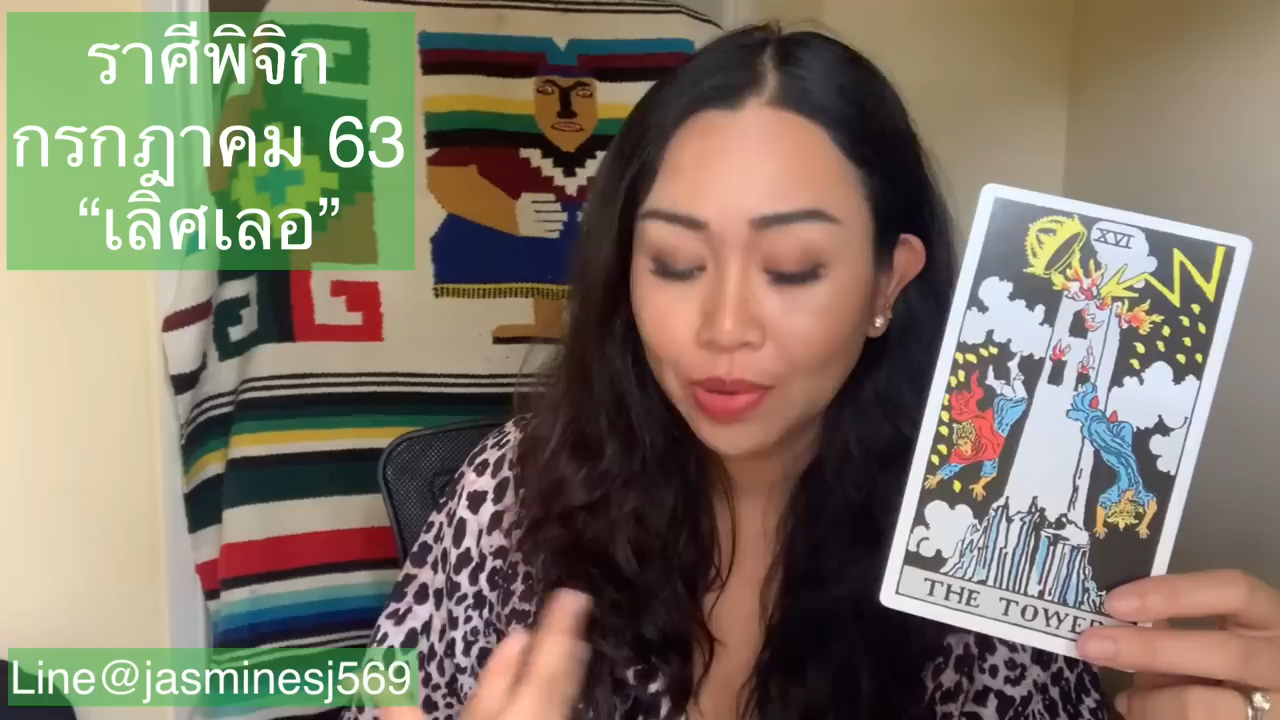 ราศีพิจิก
กรกฎาคม 63
“เลิศเลอ”
XVI
THE TOWER
Line@jasminesj569